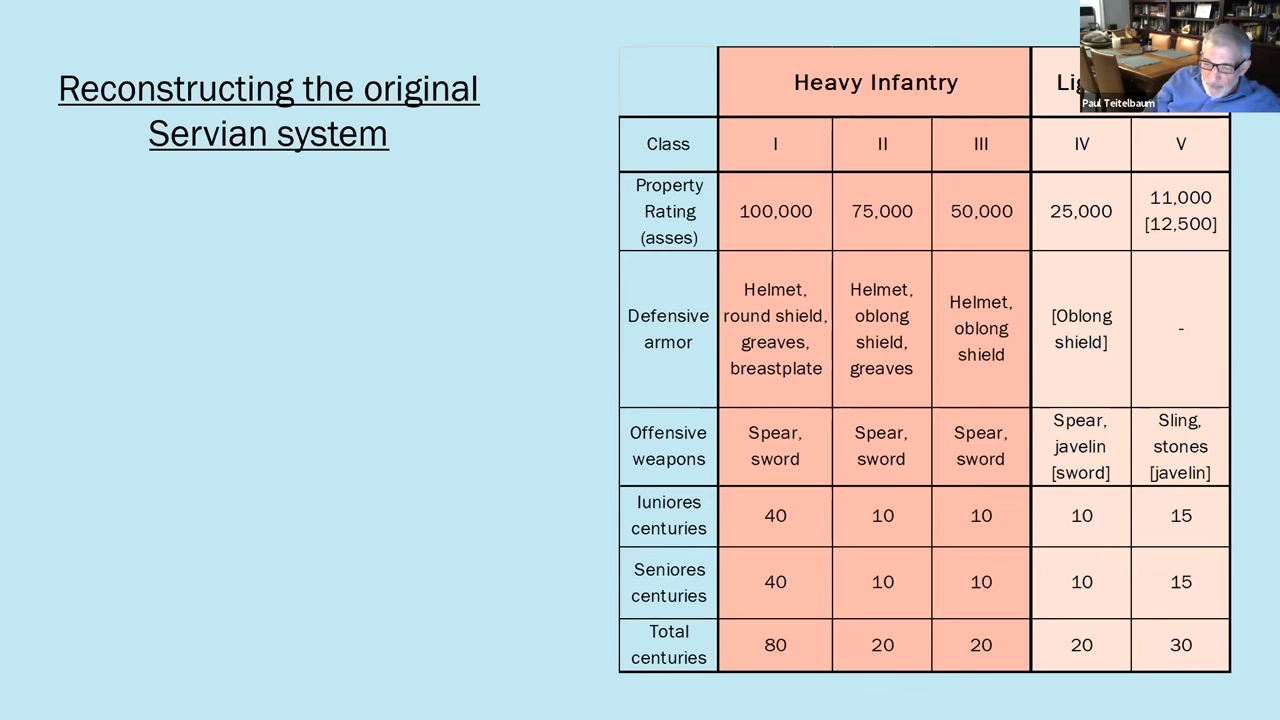 Reconstructing the original
Servian system
Heavy Infantry
Paul Teitelbaum
Class
I
II
III
IV
V
Property
Rating
(asses)
100,000
75,000
50,000
25,000
11,000
[12,500]
Defensive
armor
Helmet,
round shield,
greaves,
breastplate
Helmet,
oblong
shield,
greaves
Helmet,
oblong
shield
[Oblong
shield]
-
Offensive
weapons
Spear,
sword
Spear,
sword
Spear,
sword
Spear,
javelin
[sword]
Sling,
stones
[javelin]
Iuniores
centuries
40
10
10
10
15
Seniores
centuries
40
10
10
10
15
Total
centuries
80
20
20
20
30